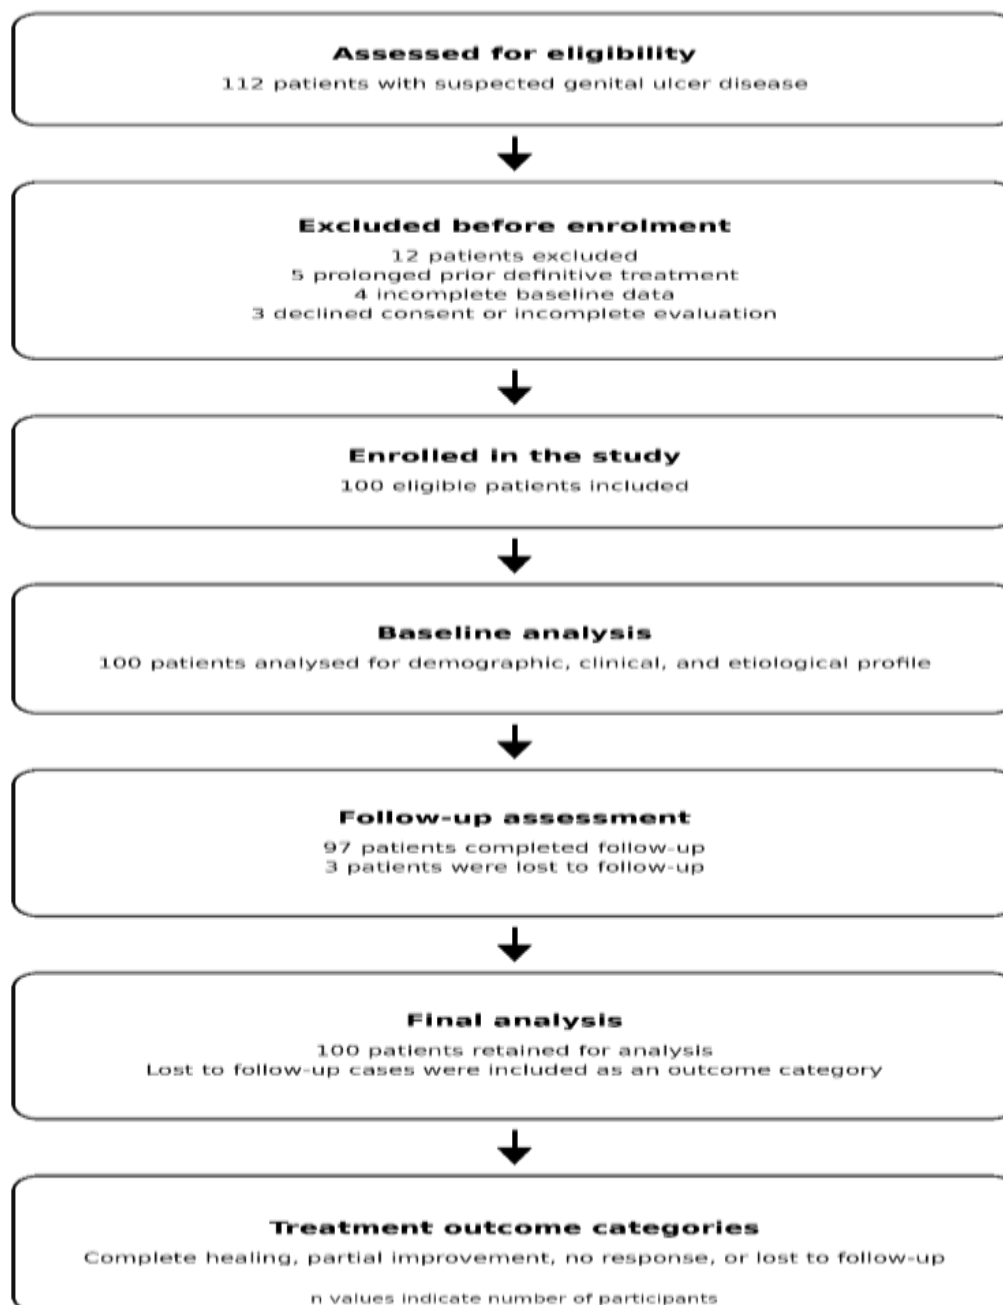 Assessed for eligibility
112 patients with suspected genital ulcer disease
Excluded before enrolment
12 patients excluded
5 prolonged prior definitive treatment
4 incomplete baseline data
3 declined consent or incomplete evaluation
Enrolled in the study
100 eligible patients included
Baseline analysis
100 patients analysed for demographic, clinical, and etiological profile
Follow-up assessment
97 patients completed follow-up
3 patients were lost to follow-up
Final analysis
100 patients retained for analysis
Lost to follow-up cases were included as an outcome category
Treatment outcome categories
Complete healing, partial improvement, no response, or lost to follow-up
n values indicate number of participants